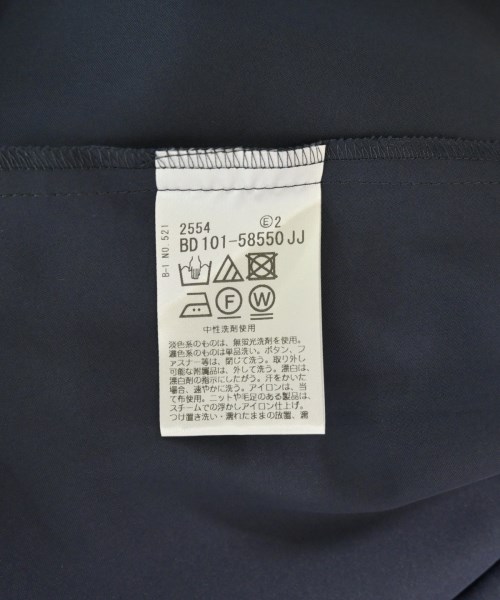 B-I NO.521
2554 Ⓔ2
BD 101-58550 JJ
F W
中性洗剤使用
淡色系のものは、無蛍光洗剤を使用。
濃色系のものは単品洗い。ボタン、フ
ァスナー等は、閉じて洗う。取り外し
可能な附属品は、外して洗う。漂白は、
漂白剤の指示にしたがう。汗をかいた
場合、速やかに洗う。アイロンは、当
て布使用。ニットや毛足のある製品は、
スチームでの浮かしアイロン仕上げ。
つけ置き洗い・濡れたままの放置、濡